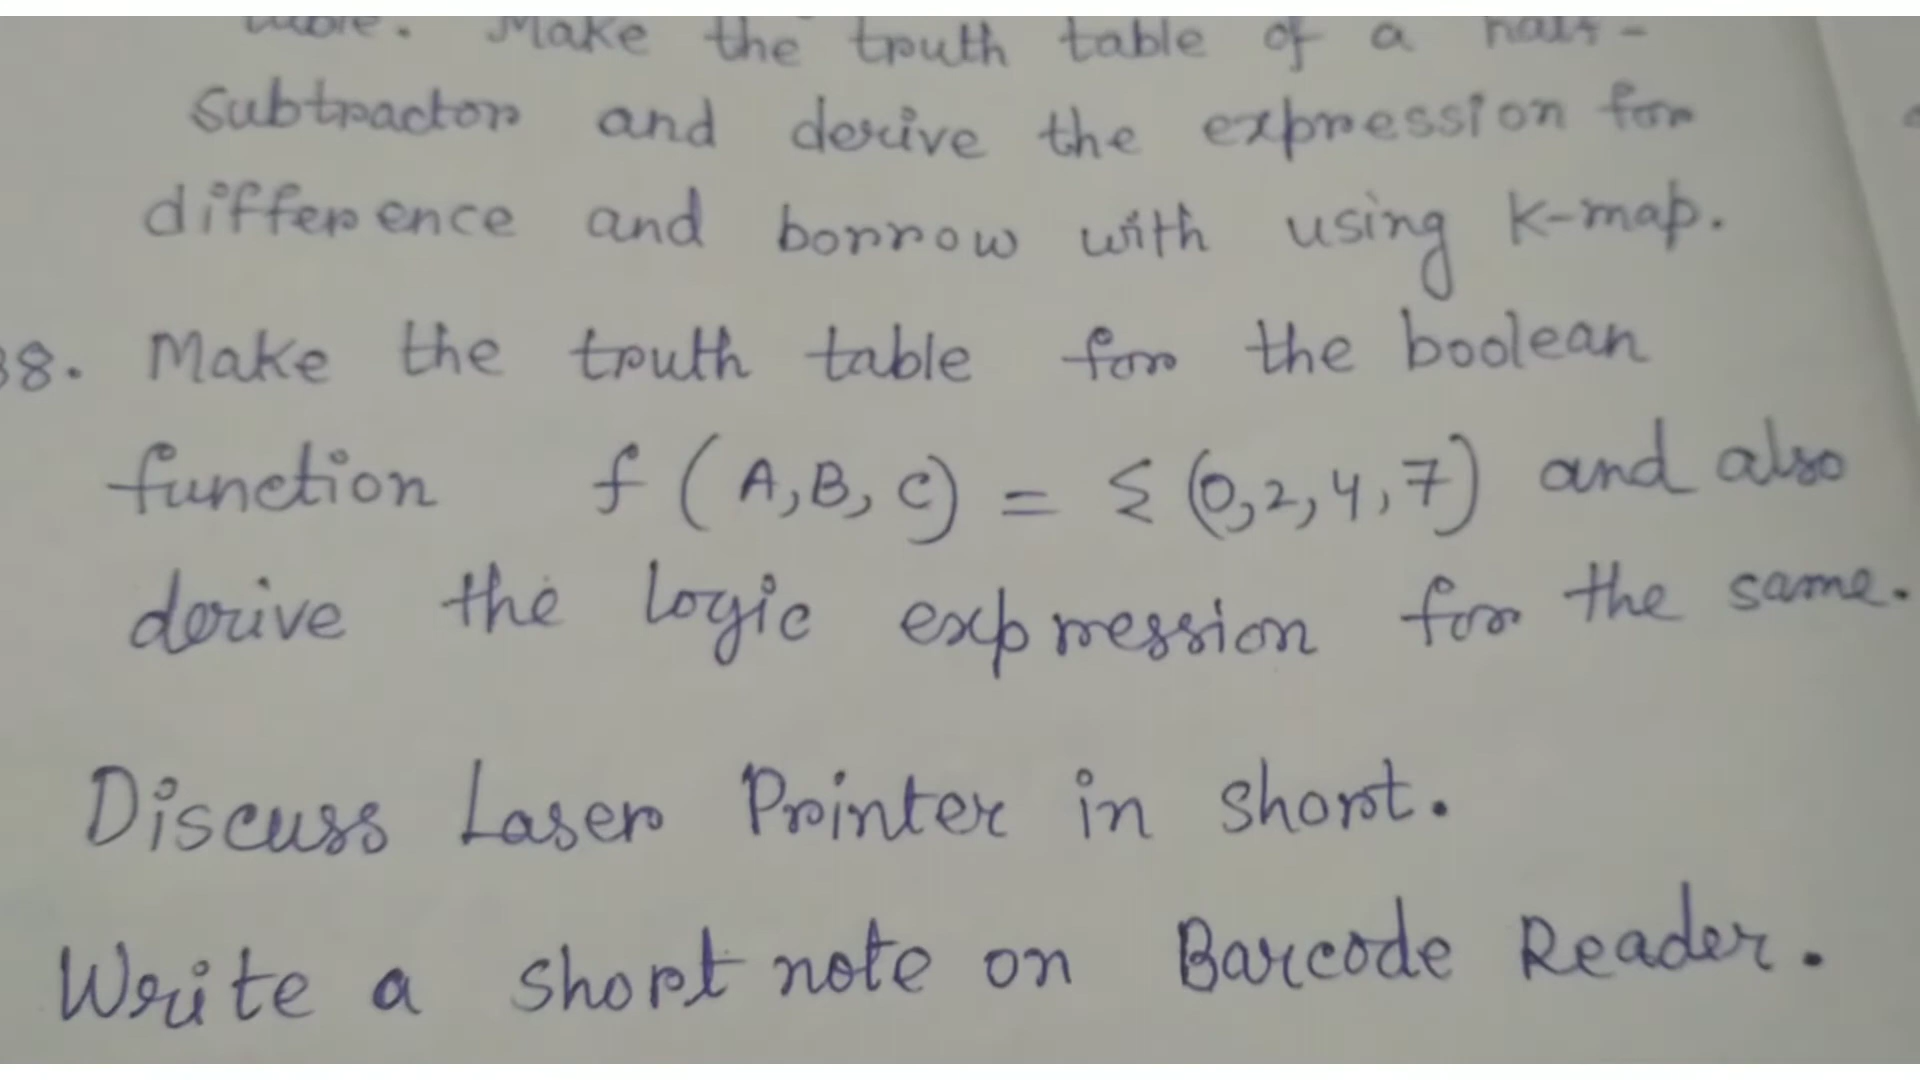 table. Make the truth table of a half-
subtractor and derive the expression for
difference and borrow with using K-map.
38. Make the truth table for the boolean
function f (A,B,C) = Σ (0,2,4,7) and also
derive the logic expression for the same.
Discuss Laser Printer in short.
Write a short note on Barcode Reader.